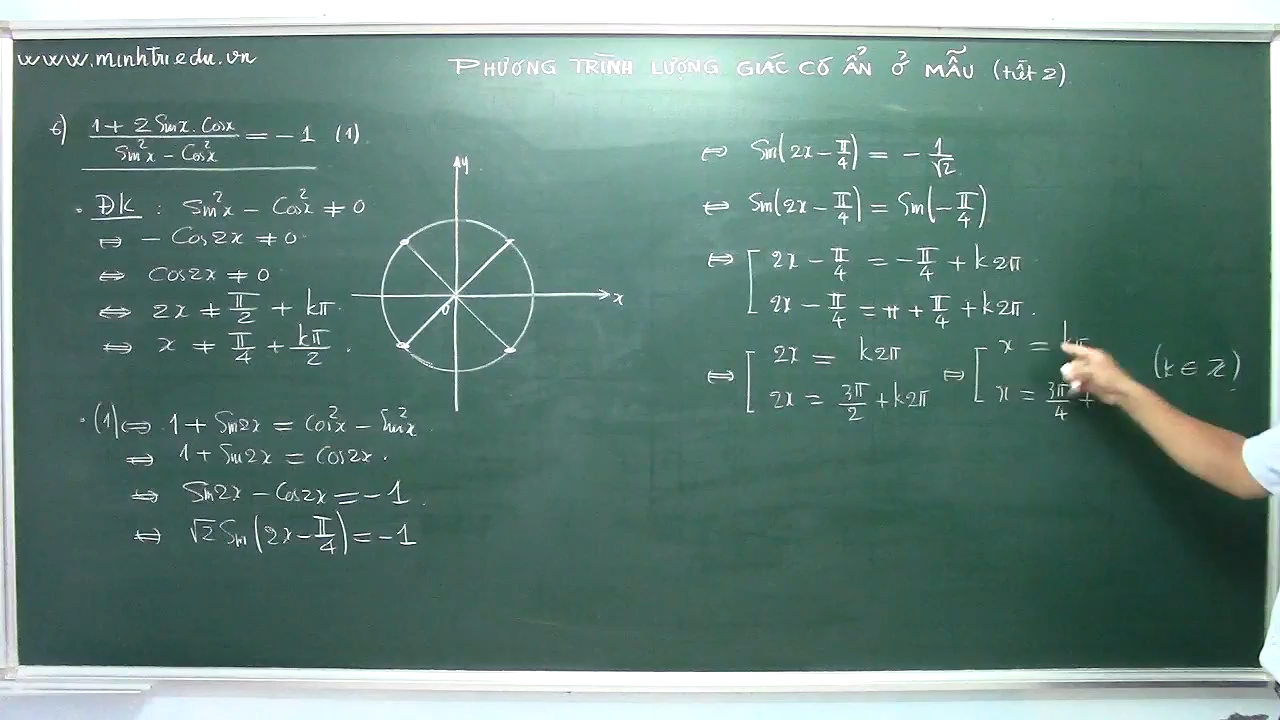 www.minhtriedu.vn
PHƯƠNG TRÌNH LƯỢNG GIÁC CÓ ẨN Ở MẪU (tiết 2)
6) (1 + 2 Sinx . Cosx)/(Sin²x - Cos²x) = -1 (1)
• ĐK : Sin²x - Cos²x ≠ 0
⇔ - Cos2x ≠ 0
⇔ Cos2x ≠ 0
⇔ 2x ≠ π/2 + kπ
⇔ x ≠ π/4 + kπ/2 .
• (1) ⇔ 1 + Sin2x = Cos²x - Sin²x
⇔ 1 + Sin2x = Cos2x .
⇔ Sin2x - Cos2x = -1 .
⇔ √2 Sin(2x - π/4) = -1
y
x
O
⇔ Sin(2x - π/4) = - 1/√2 .
⇔ Sin(2x - π/4) = Sin(-π/4)
⇔ [ 2x - π/4 = -π/4 + k2π
2x - π/4 = π + π/4 + k2π .
⇔ [ 2x = k2π
2x = 3π/2 + k2π
⇔ [ x = kπ
x = 3π/4 +
(k ∈ Z)